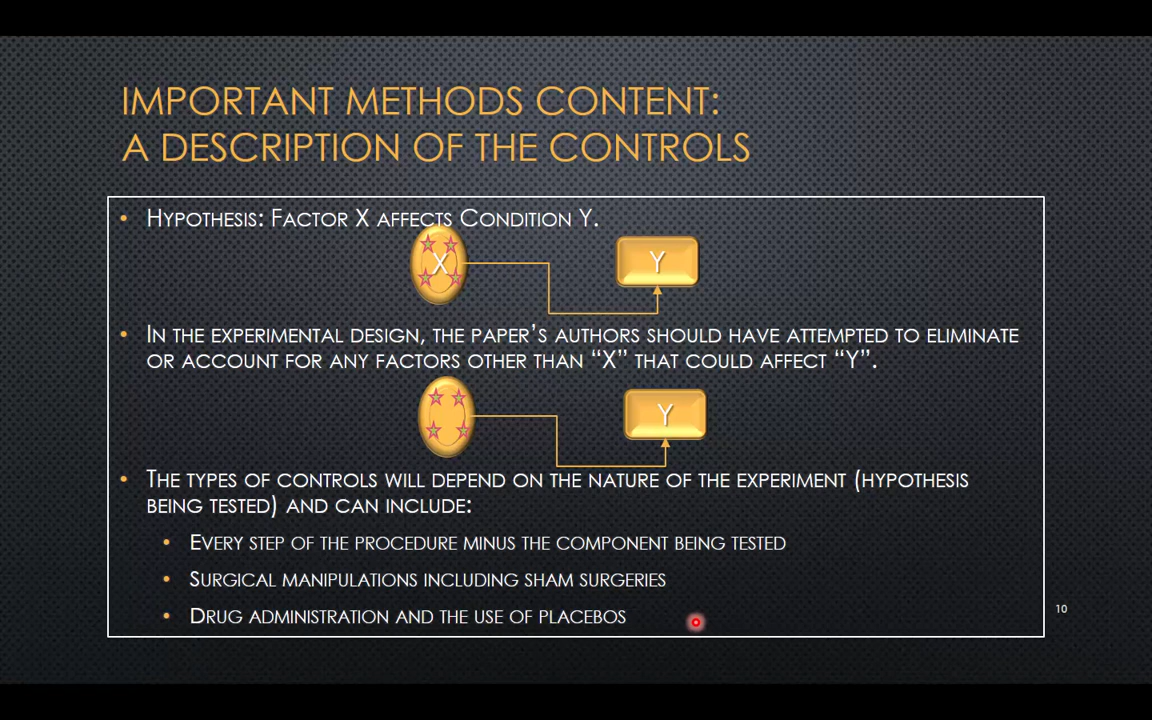 IMPORTANT METHODS CONTENT:
A DESCRIPTION OF THE CONTROLS
• HYPOTHESIS: FACTOR X AFFECTS CONDITION Y.
X
Y
• IN THE EXPERIMENTAL DESIGN, THE PAPER'S AUTHORS SHOULD HAVE ATTEMPTED TO ELIMINATE
OR ACCOUNT FOR ANY FACTORS OTHER THAN “X” THAT COULD AFFECT “Y”.
Y
• THE TYPES OF CONTROLS WILL DEPEND ON THE NATURE OF THE EXPERIMENT (HYPOTHESIS
BEING TESTED) AND CAN INCLUDE:
• EVERY STEP OF THE PROCEDURE MINUS THE COMPONENT BEING TESTED
• SURGICAL MANIPULATIONS INCLUDING SHAM SURGERIES
• DRUG ADMINISTRATION AND THE USE OF PLACEBOS
10